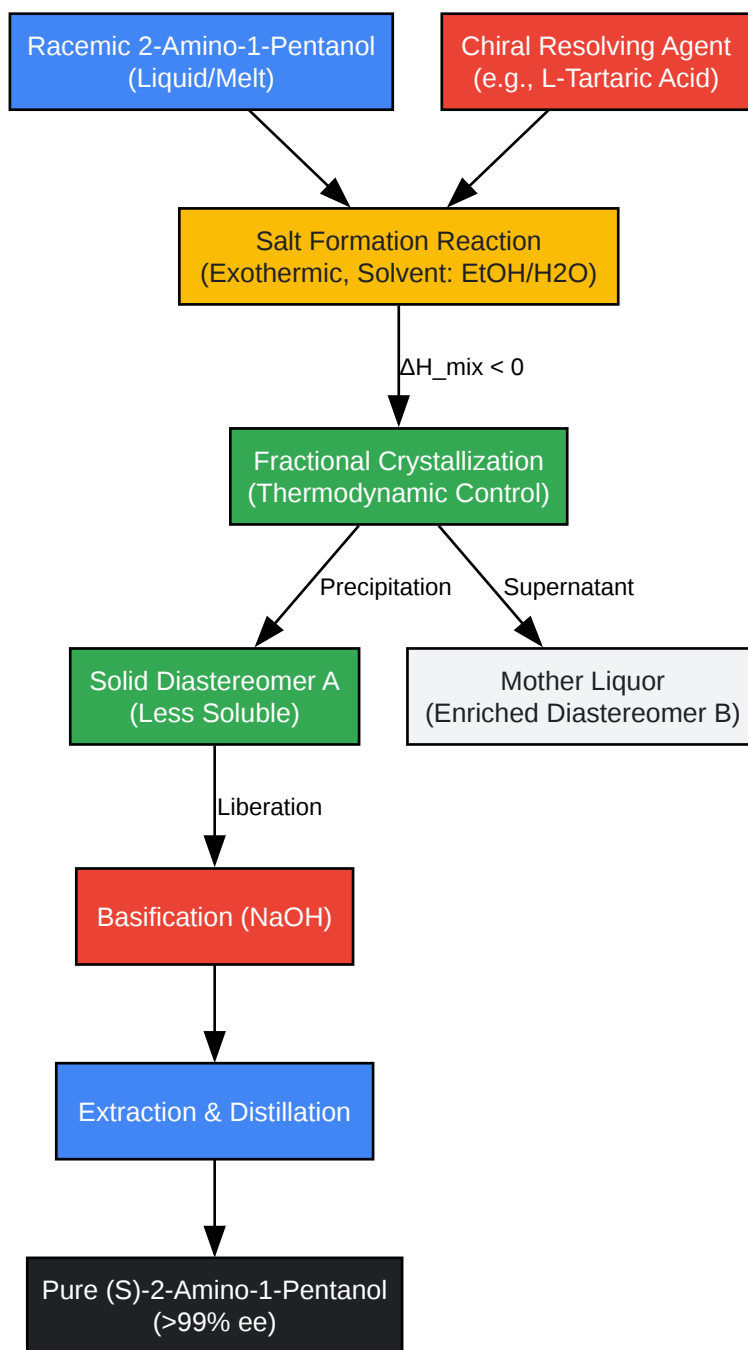 Racemic 2-Amino-1-Pentanol
(Liquid/Melt)
Chiral Resolving Agent
(e.g., L-Tartaric Acid)
Salt Formation Reaction
(Exothermic, Solvent: EtOH/H2O)
ΔH_mix < 0
Fractional Crystallization
(Thermodynamic Control)
Precipitation
Supernatant
Solid Diastereomer A
(Less Soluble)
Mother Liquor
(Enriched Diastereomer B)
Liberation
Basification (NaOH)
Extraction & Distillation
Pure (S)-2-Amino-1-Pentanol
(>99% ee)